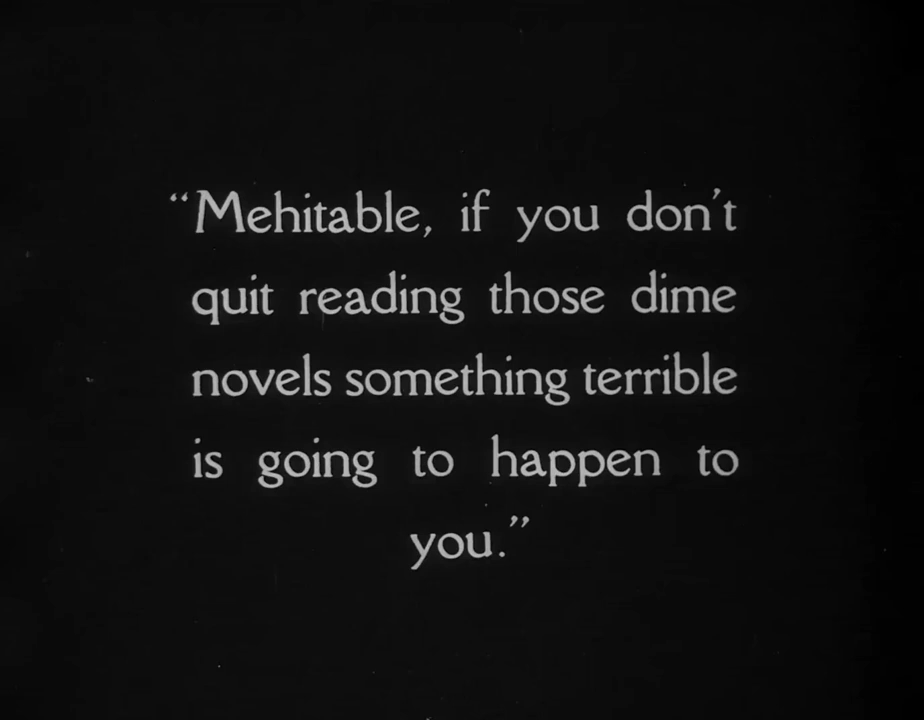 “Mehitable, if you don't
quit reading those dime
novels something terrible
is going to happen to
you.”